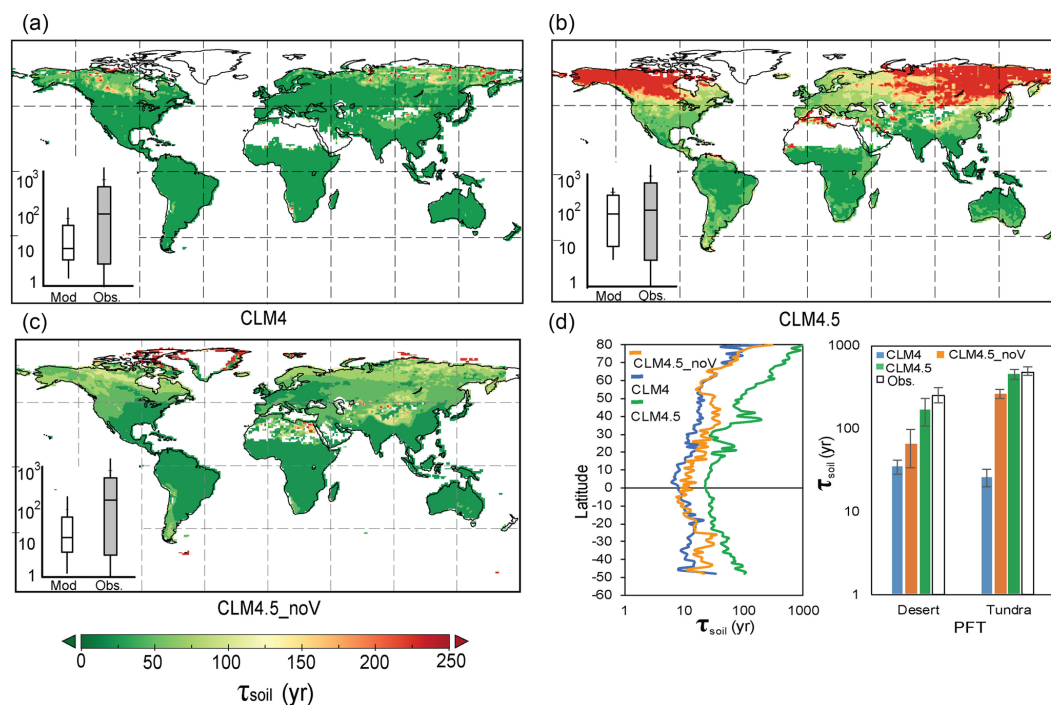 (a)
10³
10²
10
1
Mod
Obs.
CLM4
(b)
10³
10²
10
1
Mod
Obs.
CLM4.5
(c)
10³
10²
10
1
Mod
Obs.
CLM4.5_noV
0 50 75 100 150 200 250
τsoil (yr)
(d)
80
70
60
50
40
30
20
10
0
-10
-20
-30
-40
-50
-60
Latitude
CLM4.5_noV
CLM4
CLM4.5
1 10 100 1000
τsoil (yr)
1000
100
10
1
τsoil (yr)
CLM4 CLM4.5_noV
CLM4.5
Obs.
Desert Tundra
PFT